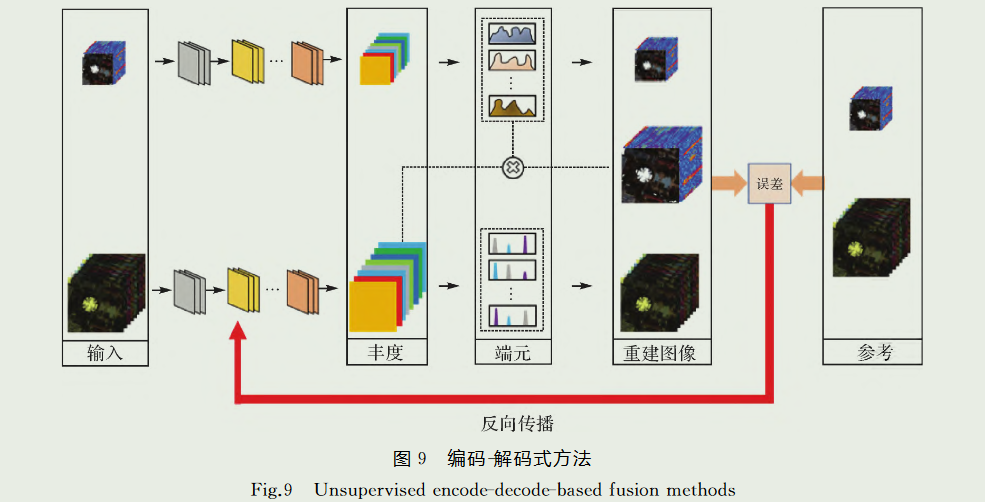 误差
输入
丰度
端元
重建图像
参考
反向传播
图 9 编码-解码式方法
Fig.9 Unsupervised encode-decode-based fusion methods